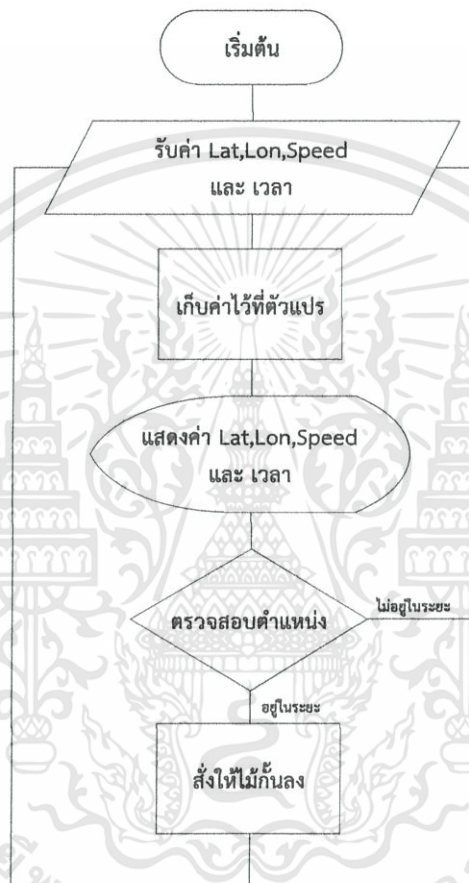 เริ่มต้น
รับค่า Lat,Lon,Speed
และ เวลา
เก็บค่าไว้ที่ตัวแปร
แสดงค่า Lat,Lon,Speed
และ เวลา
ตรวจสอบตำแหน่ง
ไม่อยู่ในระยะ
อยู่ในระยะ
สั่งให้ไม้กั้นลง